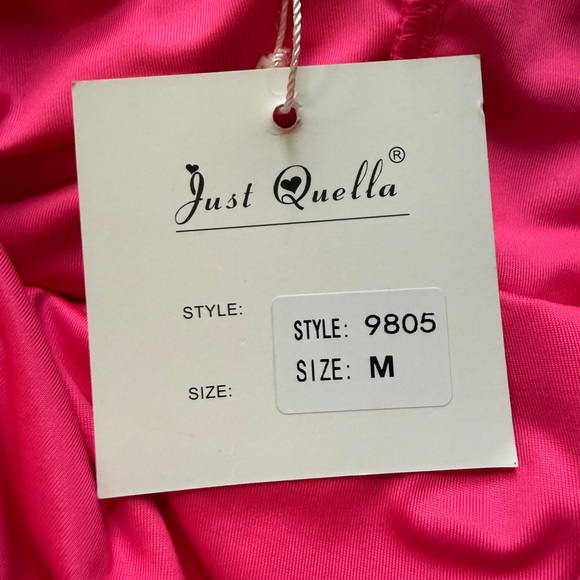 Just Quella®
STYLE:
STYLE: 9805
SIZE:
SIZE: M